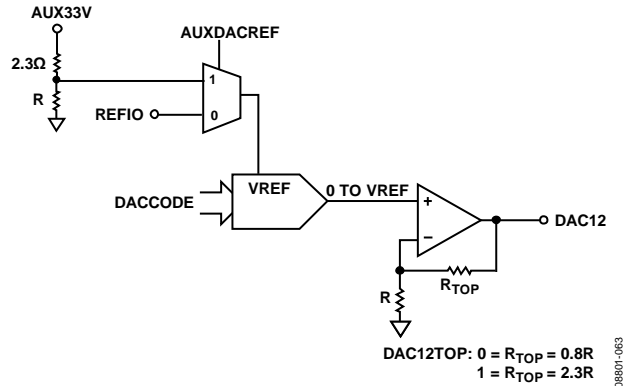 AUX33V
AUXDACREF
2.3Ω
R
1
REFIO
0
VREF
0 TO VREF
DACCODE
+
−
DAC12
R
RTOP
DAC12TOP: 0 = RTOP = 0.8R
1 = RTOP = 2.3R
08801-063